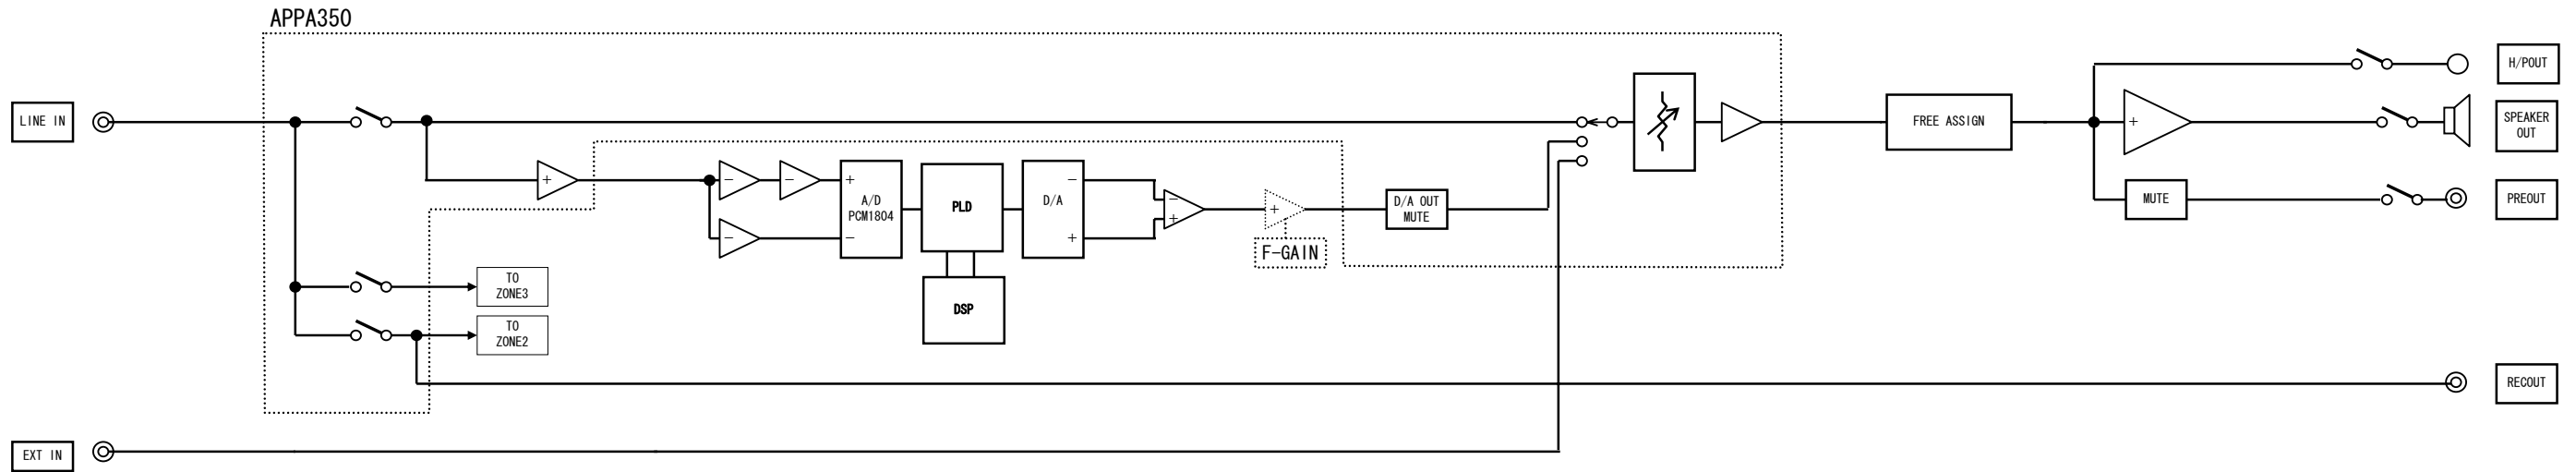 APPA350
H/POUT
LINE IN
FREE ASSIGN
+
SPEAKER
OUT
+
−
−
+
A/D
PCM1804
−
−
PLD
D/A
−
+
−
+
+
F-GAIN
D/A OUT
MUTE
MUTE
PREOUT
TO
ZONE3
DSP
TO
ZONE2
RECOUT
EXT IN